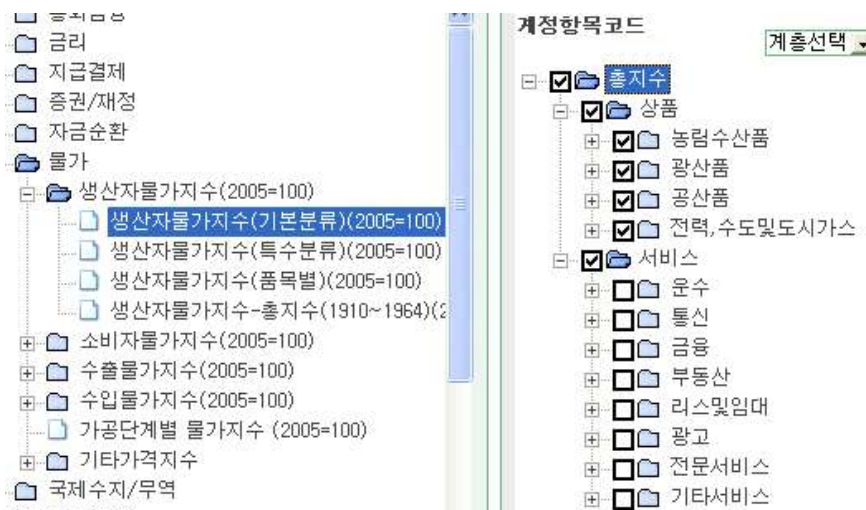 금리
지급결제
증권/재정
자금순환
물가
생산자물가지수(2005=100)
생산자물가지수(기본분류)(2005=100)
생산자물가지수(특수분류)(2005=100)
생산자물가지수(품목별)(2005=100)
생산자물가지수-총지수(1910~1964)(2
소비자물가지수(2005=100)
수출물가지수(2005=100)
수입물가지수(2005=100)
가공단계별 물가지수 (2005=100)
기타가격지수
국제수지/무역
계정항목코드
계층선택
총지수
상품
농림수산품
광산품
공산품
전력,수도및도시가스
서비스
운수
통신
금융
부동산
리스및임대
광고
전문서비스
기타서비스